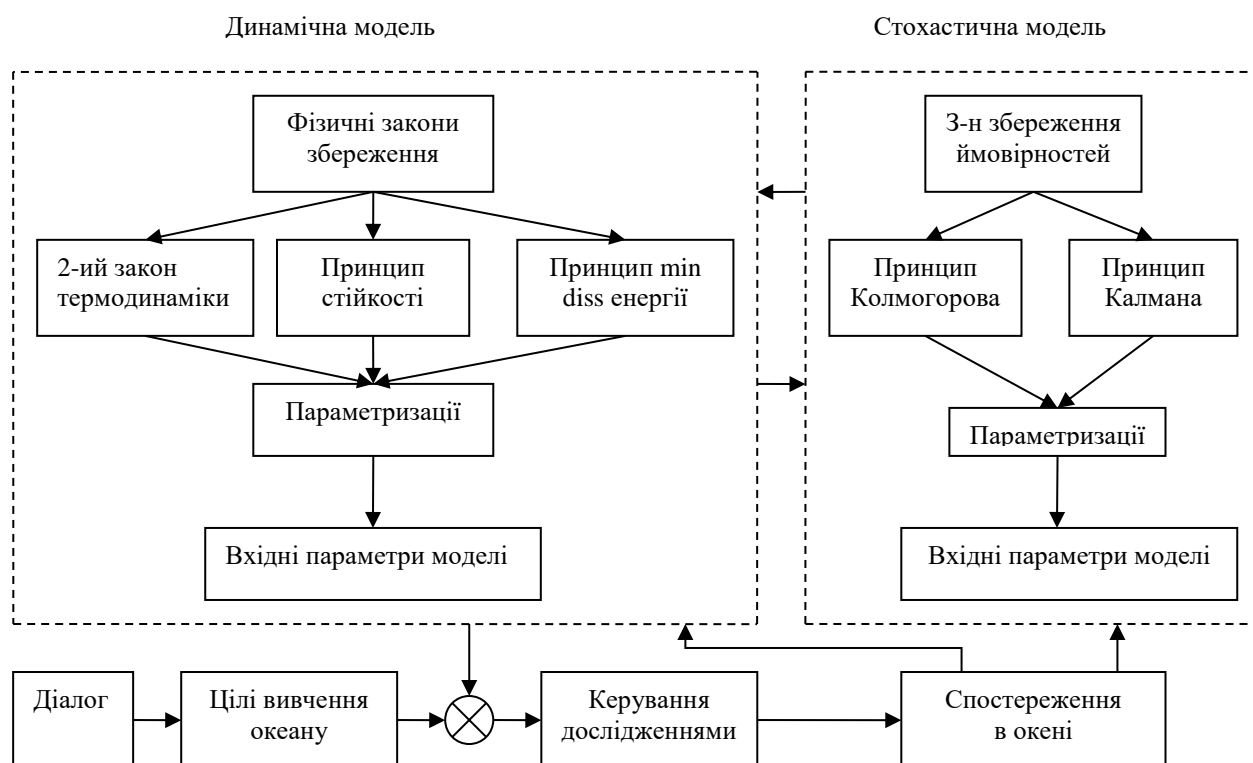 Динамічна модель
Стохастична модель
Фізичні закони
збереження
З-н збереження
ймовірностей
2-ий закон
термодинаміки
Принцип
стійкості
Принцип min
diss енергії
Принцип
Колмогорова
Принцип
Калмана
Параметризації
Параметризації
Вхідні параметри моделі
Вхідні параметри моделі
Діалог
Цілі вивчення
океану
Керування
дослідженнями
Спостереження
в окені